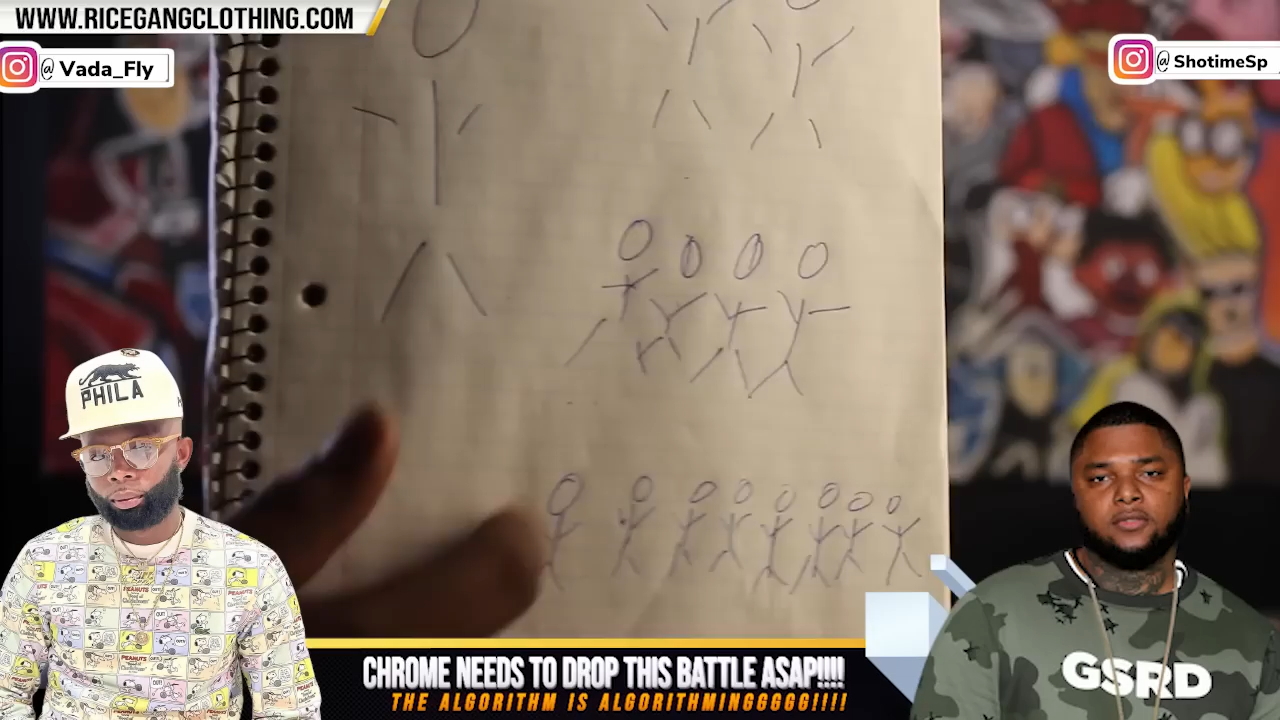 WWW.RICEGANGCLOTHING.COM
@ Vada_Fly
@ ShotimeSp
PHILA
GSRD
CHROME NEEDS TO DROP THIS BATTLE ASAP!!!!
THE ALGORITHM IS ALGORITHMINGGGGG!!!!